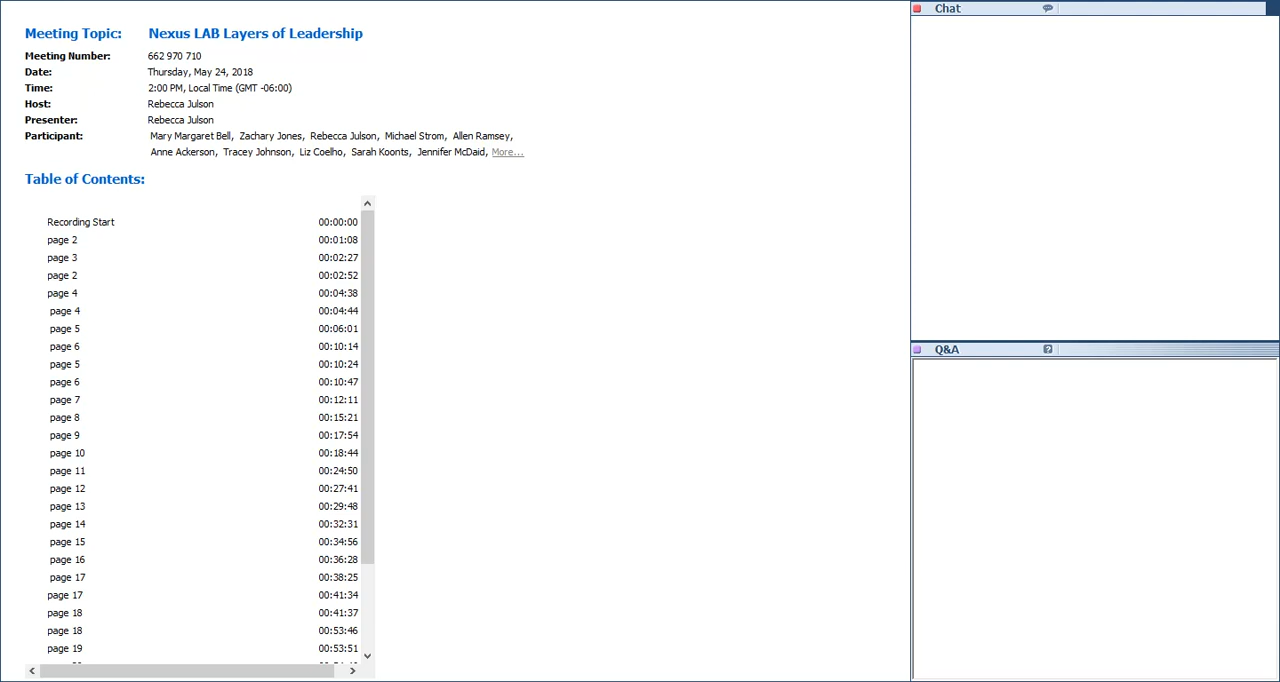 Meeting Topic: Nexus LAB Layers of Leadership
Meeting Number: 662 970 710
Date: Thursday, May 24, 2018
Time: 2:00 PM, Local Time (GMT -06:00)
Host: Rebecca Julson
Presenter: Rebecca Julson
Participant: Mary Margaret Bell, Zachary Jones, Rebecca Julson, Michael Strom, Allen Ramsey,
Anne Ackerson, Tracey Johnson, Liz Coelho, Sarah Koonts, Jennifer McDaid, More...
Table of Contents:
Recording Start 00:00:00
page 2 00:01:08
page 3 00:02:27
page 2 00:02:52
page 4 00:04:38
page 4 00:04:44
page 5 00:06:01
page 6 00:10:14
page 5 00:10:24
page 6 00:10:47
page 7 00:12:11
page 8 00:15:21
page 9 00:17:54
page 10 00:18:44
page 11 00:24:50
page 12 00:27:41
page 13 00:29:48
page 14 00:32:31
page 15 00:34:56
page 16 00:36:28
page 17 00:38:25
page 17 00:41:34
page 18 00:41:37
page 18 00:53:46
page 19 00:53:51
Chat
Q&A